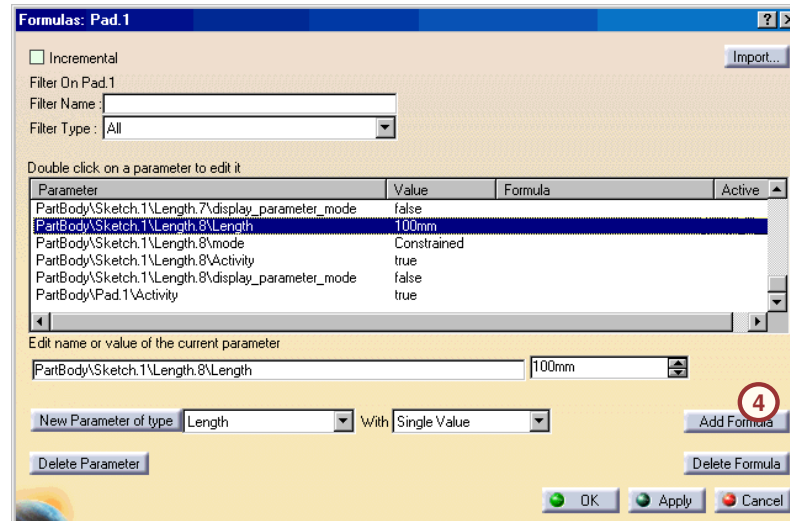 Formulas: Pad.1
Incremental
Import...
Filter On Pad.1
Filter Name :
Filter Type : All
Double click on a parameter to edit it
Parameter Value Formula Active
PartBody\Sketch.1\Length.7\display_parameter_mode false
PartBody\Sketch.1\Length.8\Length 100mm
PartBody\Sketch.1\Length.8\mode Constrained
PartBody\Sketch.1\Length.8\Activity true
PartBody\Sketch.1\Length.8\display_parameter_mode false
PartBody\Pad.1\Activity true
Edit name or value of the current parameter
PartBody\Sketch.1\Length.8\Length 100mm
4
New Parameter of type Length With Single Value Add Formula
Delete Parameter Delete Formula
OK Apply Cancel